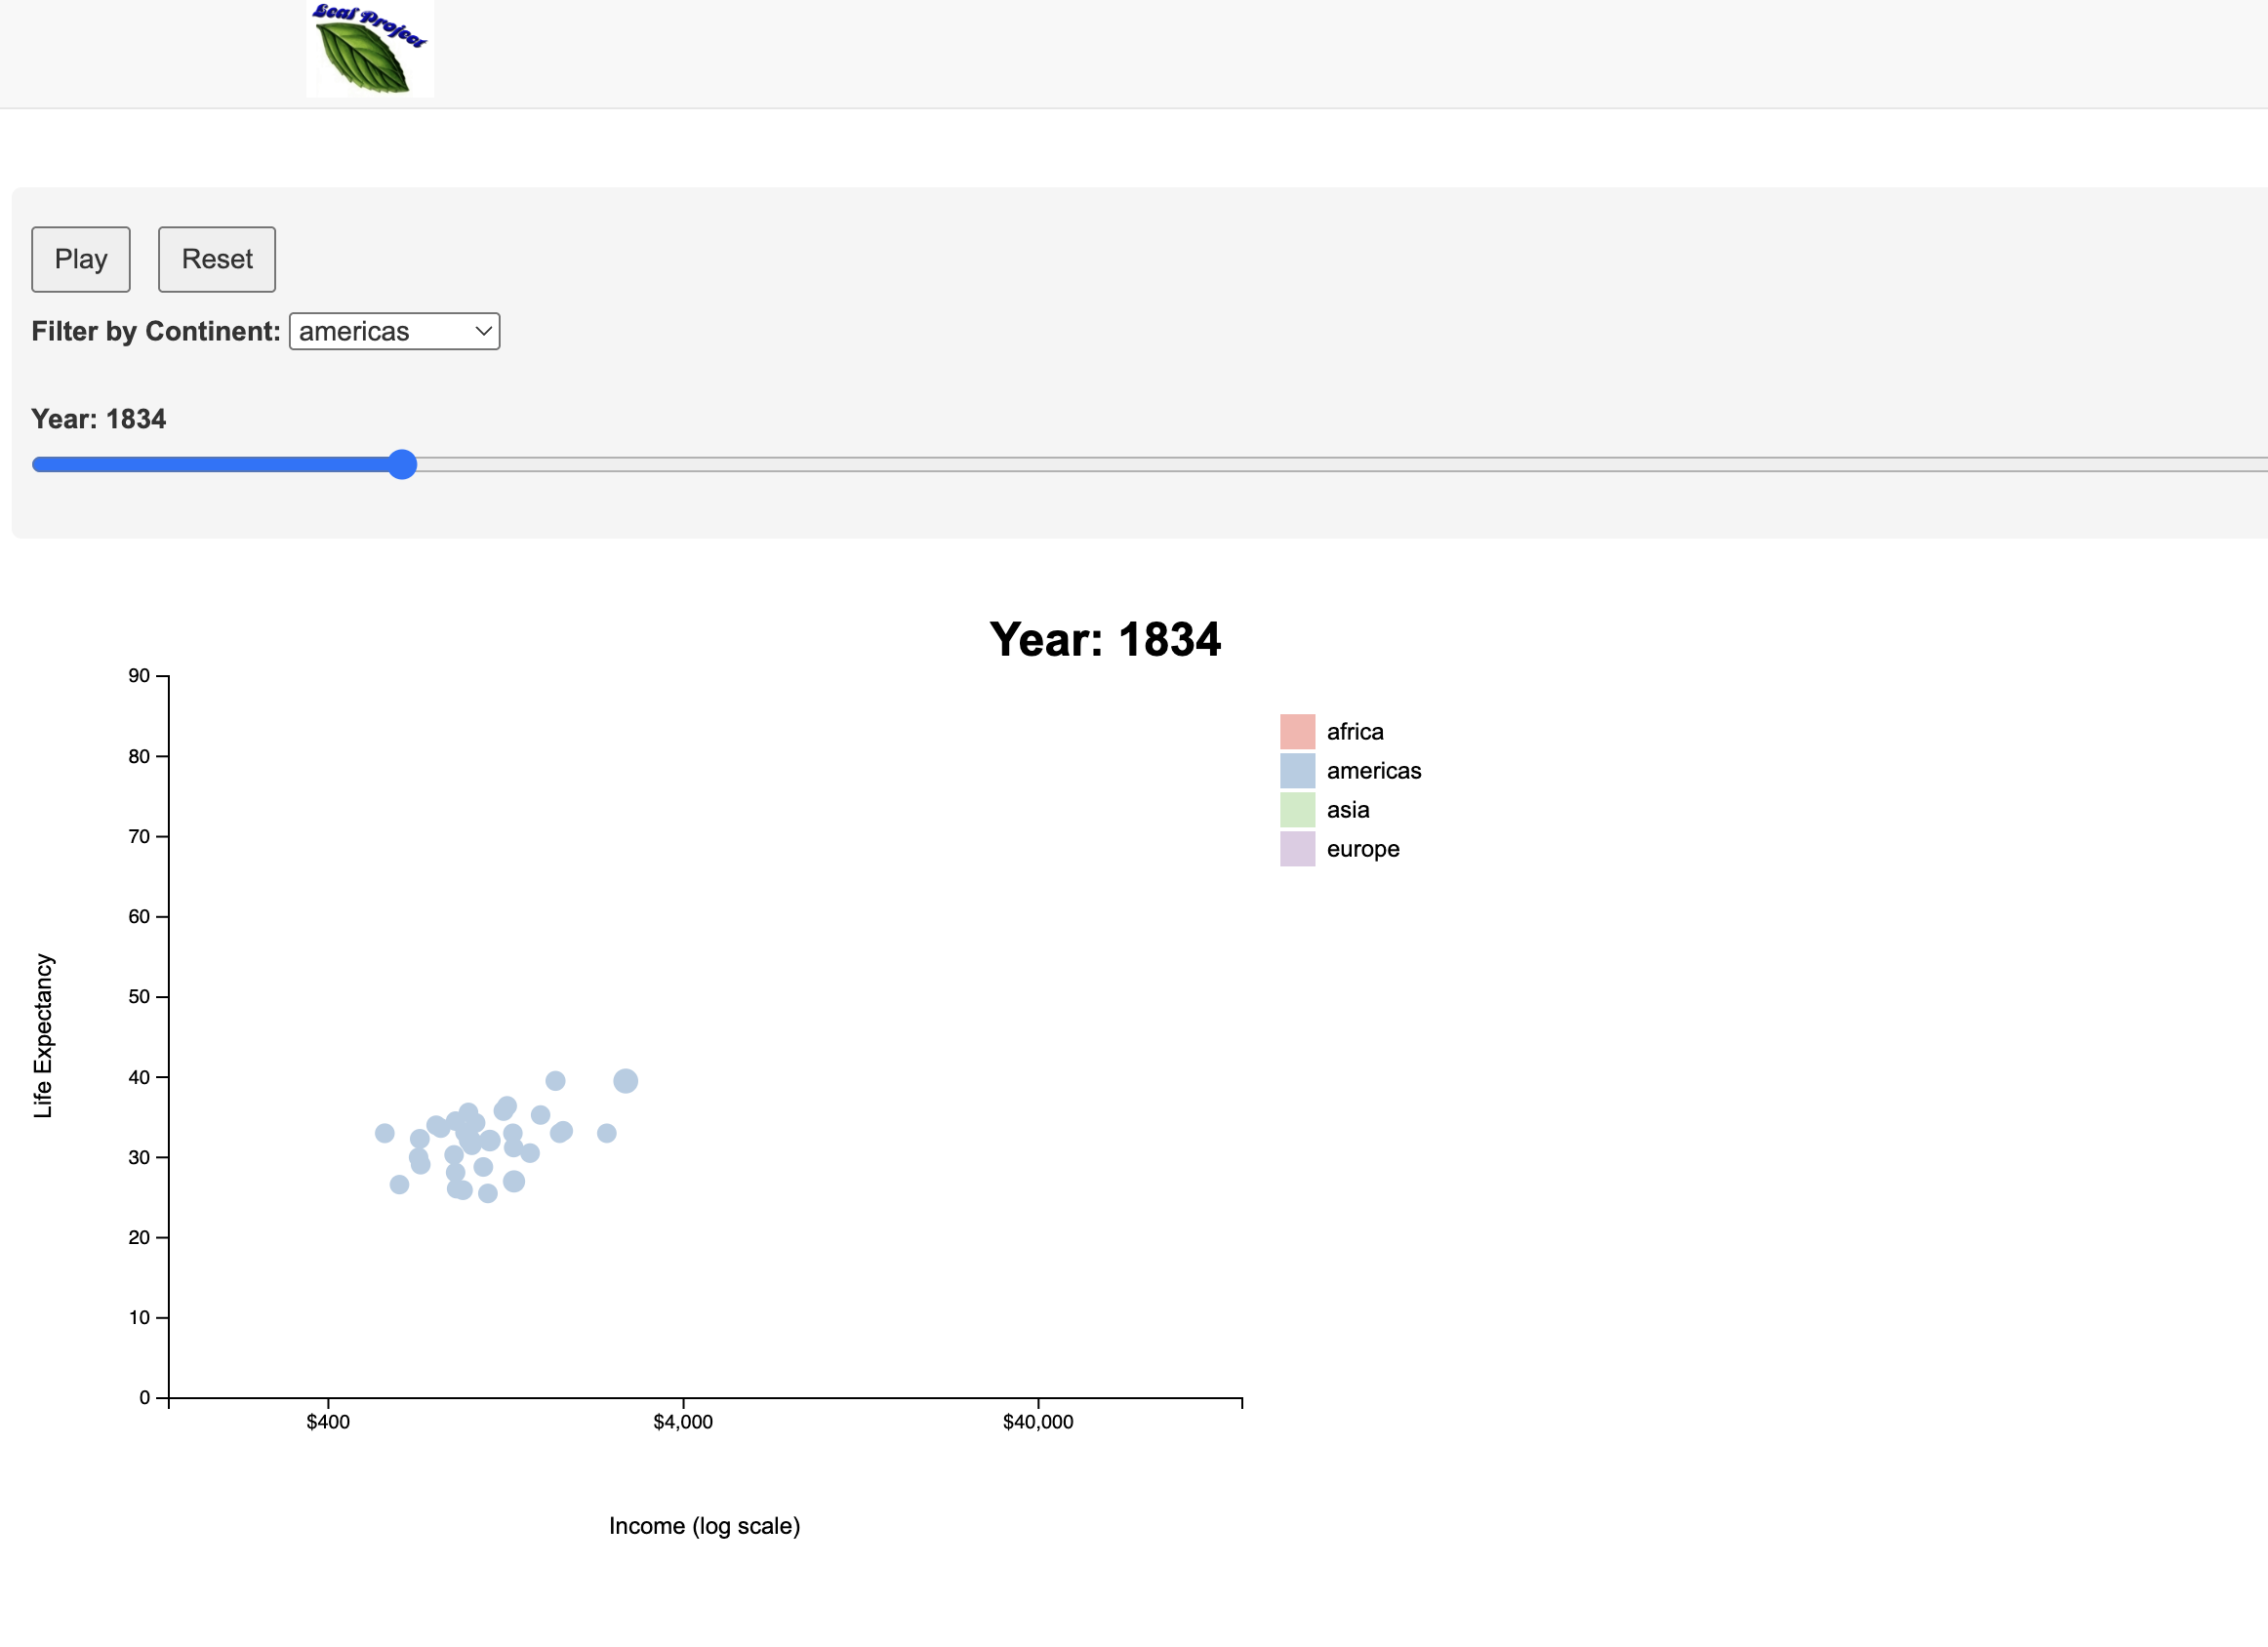 Leaf Project
Play Reset
Filter by Continent: americas
Year: 1834
Year: 1834
90
80
70
60
50
40
30
20
10
0
Life Expectancy
africa
americas
asia
europe
$400 $4,000 $40,000
Income (log scale)